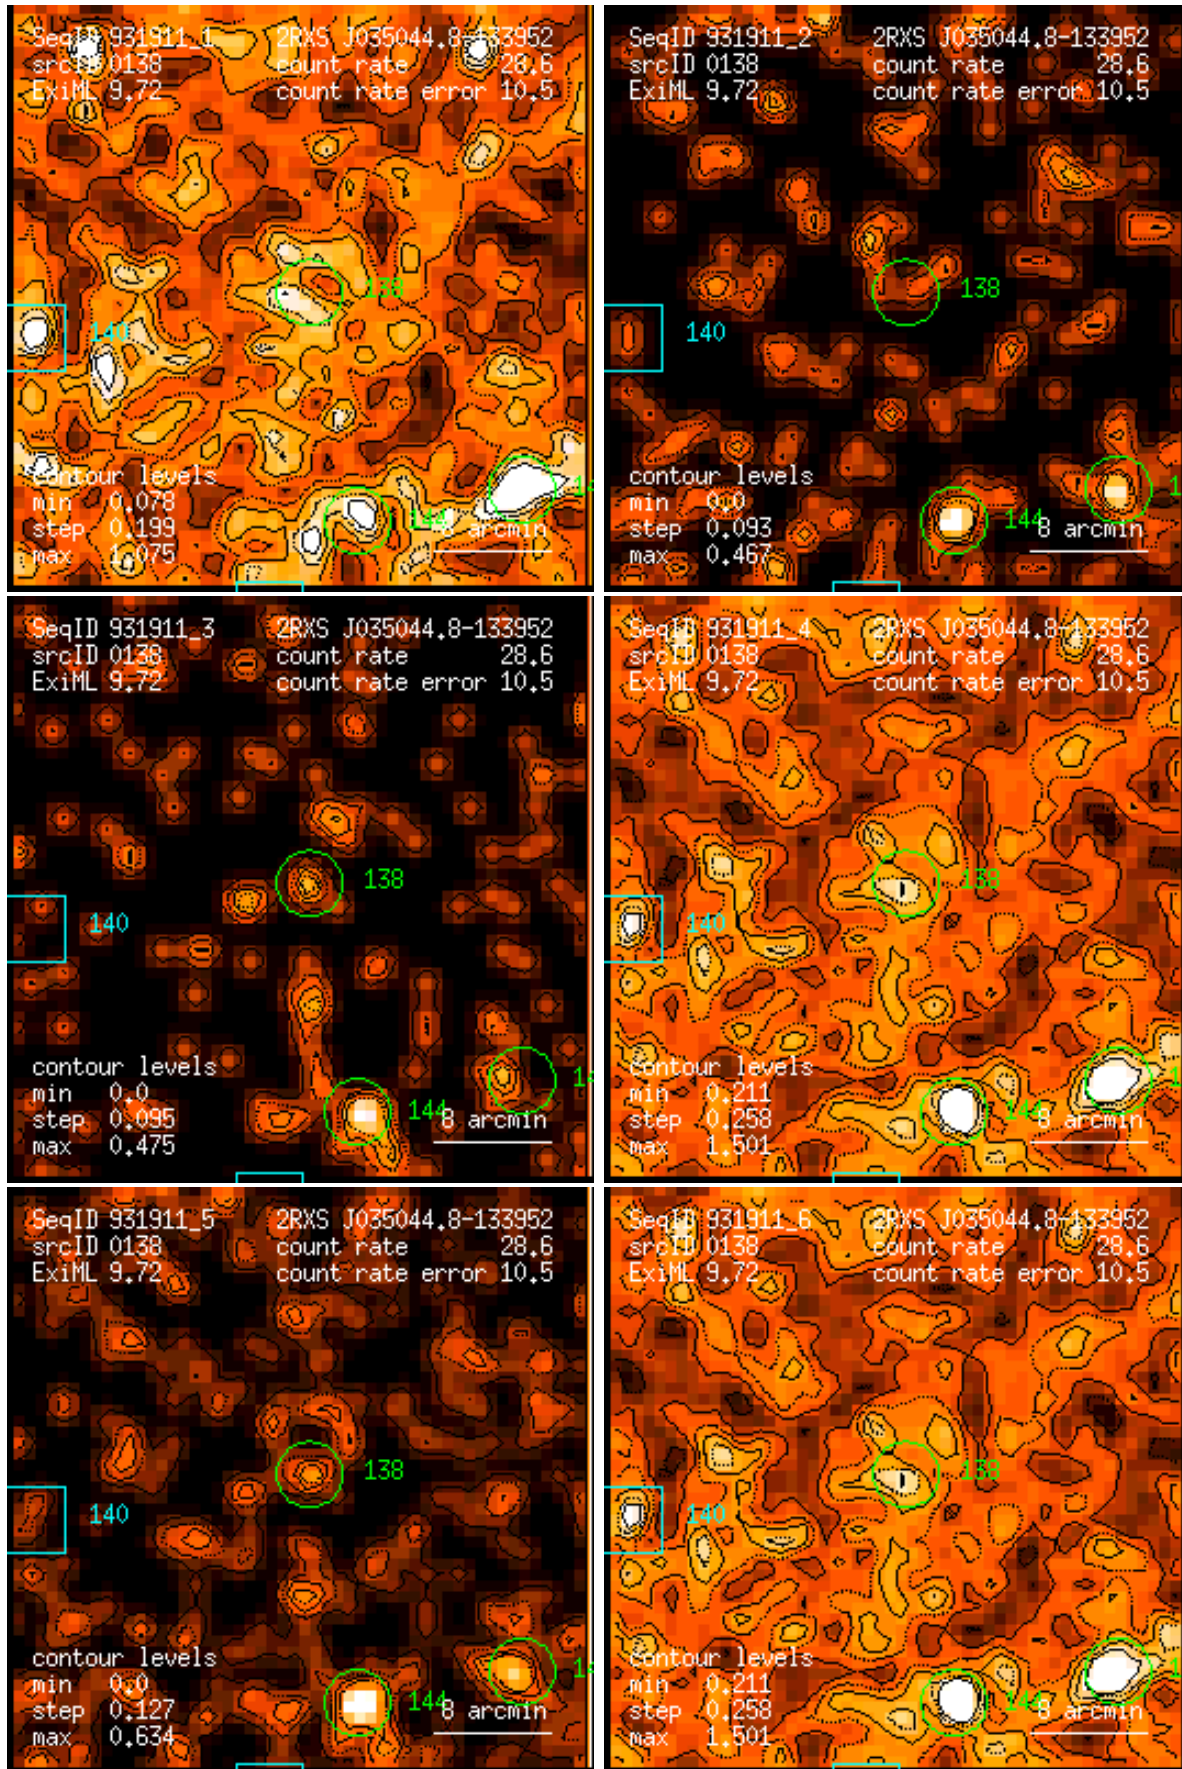 SeqID 931911_1 2RXS J035044.8-133952
srcID 0138 count rate 28.6
ExiML 9.72 count rate error 10.5
138
140
contour levels
min 0.078
step 0.199 144 8 arcmin
max 1.075
SeqID 931911_2 2RXS J035044.8-133952
srcID 0138 count rate 28.6
ExiML 9.72 count rate error 10.5
138
140
contour levels
min 0.0
step 0.093 144 8 arcmin
max 0.467
SeqID 931911_3 2RXS J035044.8-133952
srcID 0138 count rate 28.6
ExiML 9.72 count rate error 10.5
138
140
contour levels
min 0.0
step 0.095 144 8 arcmin
max 0.475
SeqID 931911_4 2RXS J035044.8-133952
srcID 0138 count rate 28.6
ExiML 9.72 count rate error 10.5
138
140
contour levels
min 0.211
step 0.258 144 8 arcmin
max 1.501
SeqID 931911_5 2RXS J035044.8-133952
srcID 0138 count rate 28.6
ExiML 9.72 count rate error 10.5
138
140
contour levels
min 0.0
step 0.127 144 8 arcmin
max 0.634
SeqID 931911_6 2RXS J035044.8-133952
srcID 0138 count rate 28.6
ExiML 9.72 count rate error 10.5
138
140
contour levels
min 0.211
step 0.258 144 8 arcmin
max 1.501